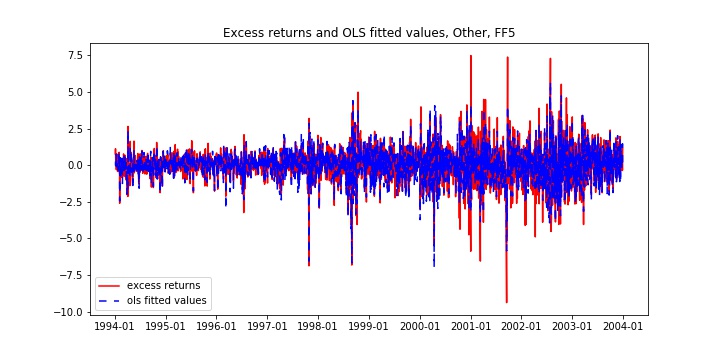 Excess returns and OLS fitted values, Other, FF5
7.5
5.0
2.5
0.0
−2.5
−5.0
−7.5
−10.0
excess returns
ols fitted values
1994-01 1995-01 1996-01 1997-01 1998-01 1999-01 2000-01 2001-01 2002-01 2003-01 2004-01